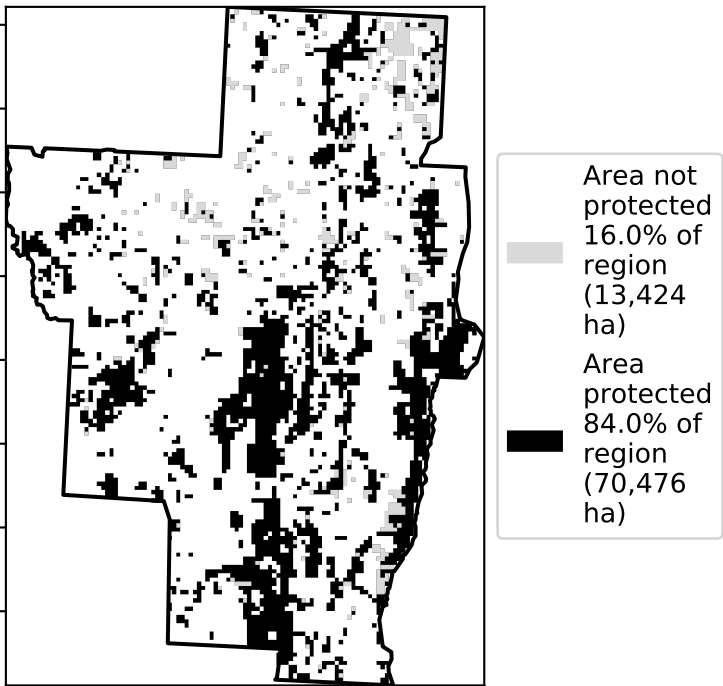 Area not
protected
16.0% of
region
(13,424
ha)
Area
protected
84.0% of
region
(70,476
ha)